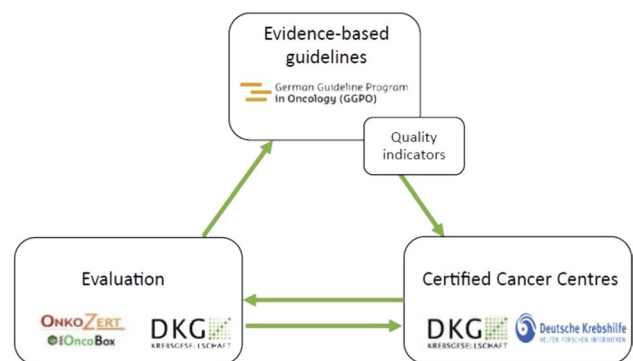 Evidence-based
guidelines
German Guideline Program
in Oncology (GGPO)
Quality
indicators
Evaluation
ONKOZERT
OncoBox
DKG
KREBSGESELLSCHAFT
Certified Cancer Centres
DKG
KREBSGESELLSCHAFT
Deutsche Krebshilfe
HELFEN. FORSCHEN. INFORMIEREN.